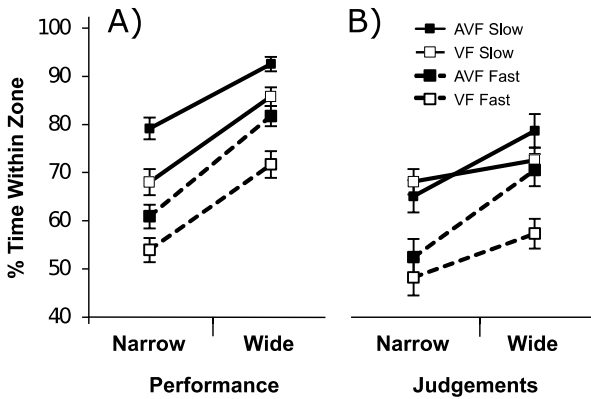 A)
B)
AVF Slow
VF Slow
AVF Fast
VF Fast
% Time Within Zone
100
90
80
70
60
50
40
Narrow
Wide
Narrow
Wide
Performance
Judgements